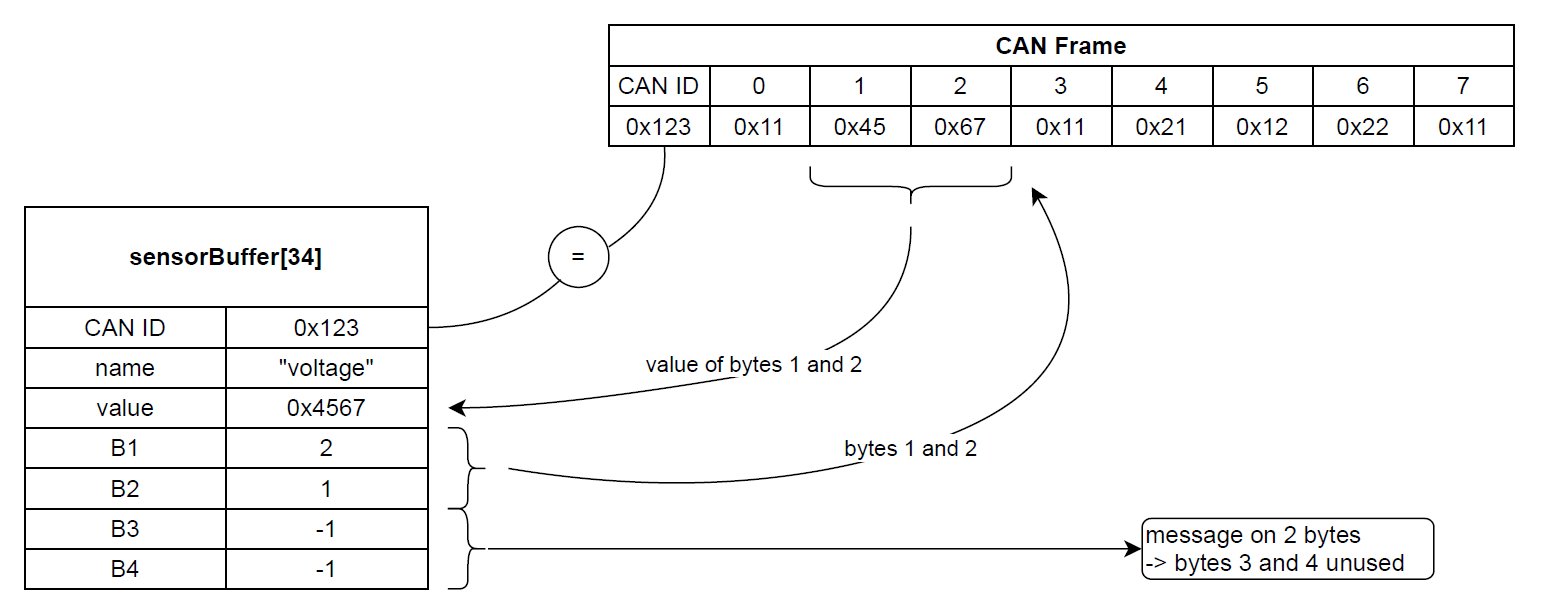 CAN Frame
CAN ID 0 1 2 3 4 5 6 7
0x123 0x11 0x45 0x67 0x11 0x21 0x12 0x22 0x11
sensorBuffer[34]
=
CAN ID 0x123
name "voltage"
value 0x4567
B1 2
B2 1
B3 -1
B4 -1
value of bytes 1 and 2
bytes 1 and 2
message on 2 bytes
-> bytes 3 and 4 unused